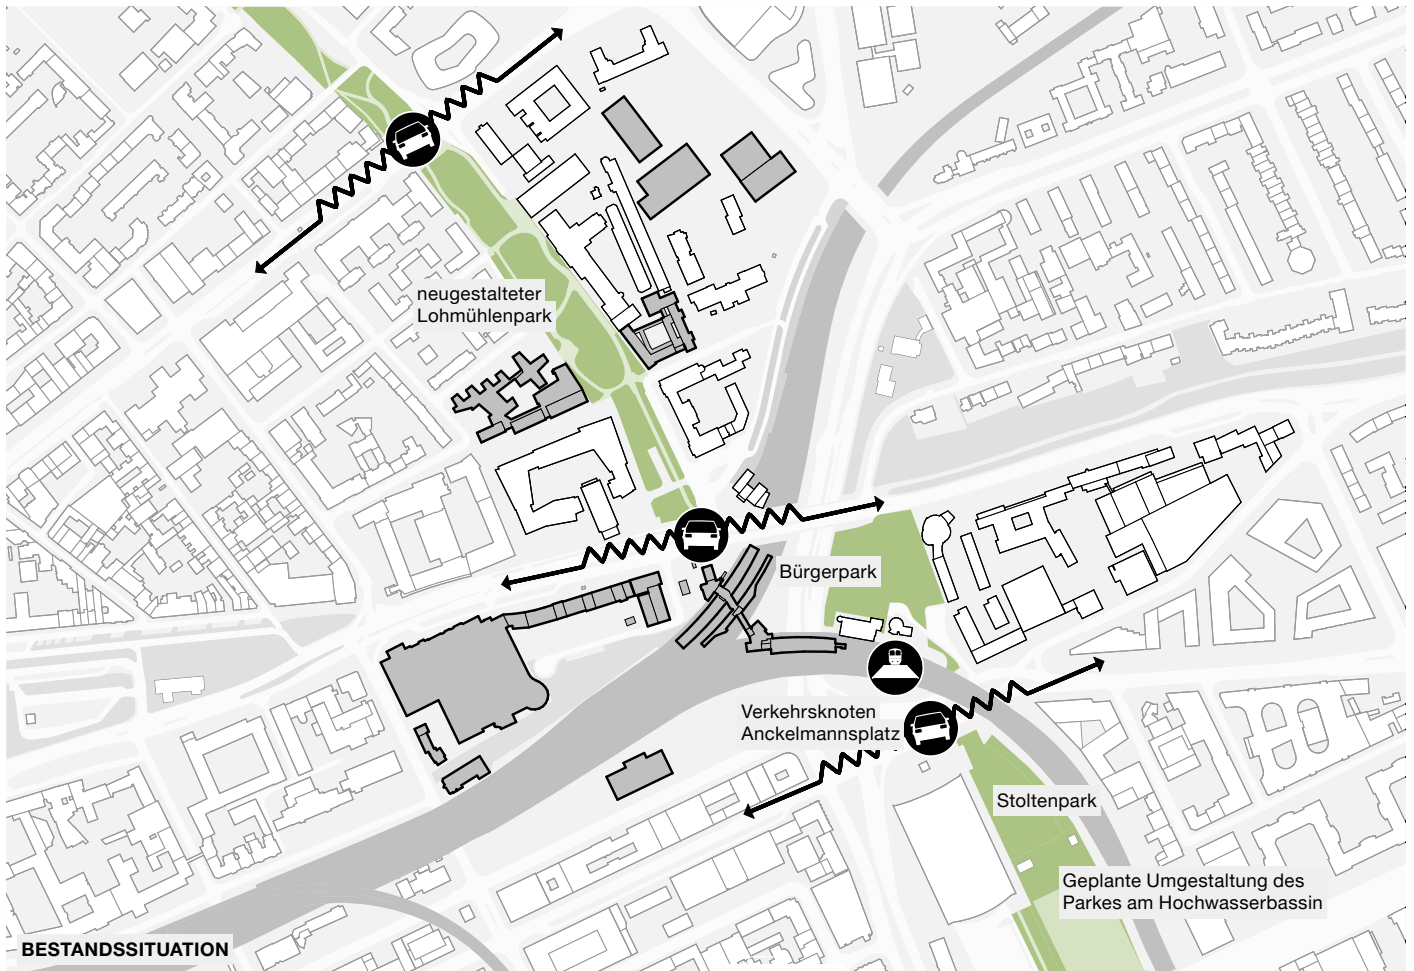 neugestalteter
Lohmühlenpark
Bürgerpark
Verkehrsknoten
Anckelmannsplatz
Stoltenpark
Geplante Umgestaltung des
Parkes am Hochwasserbassin
BESTANDSSITUATION